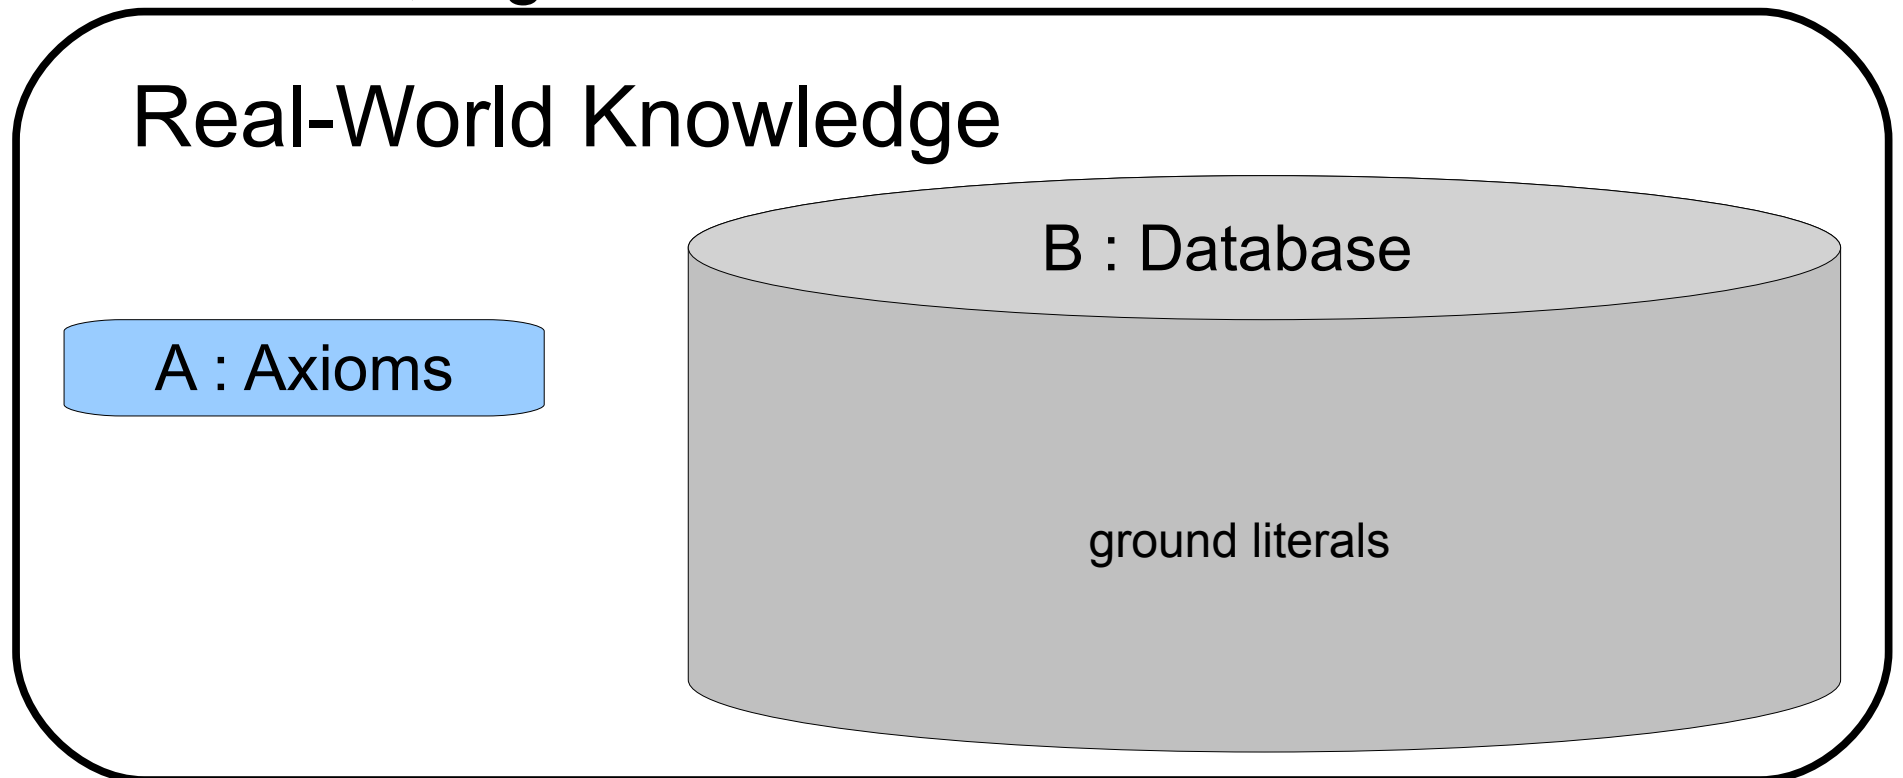 Real-World Knowledge
B : Database
A : Axioms
ground literals